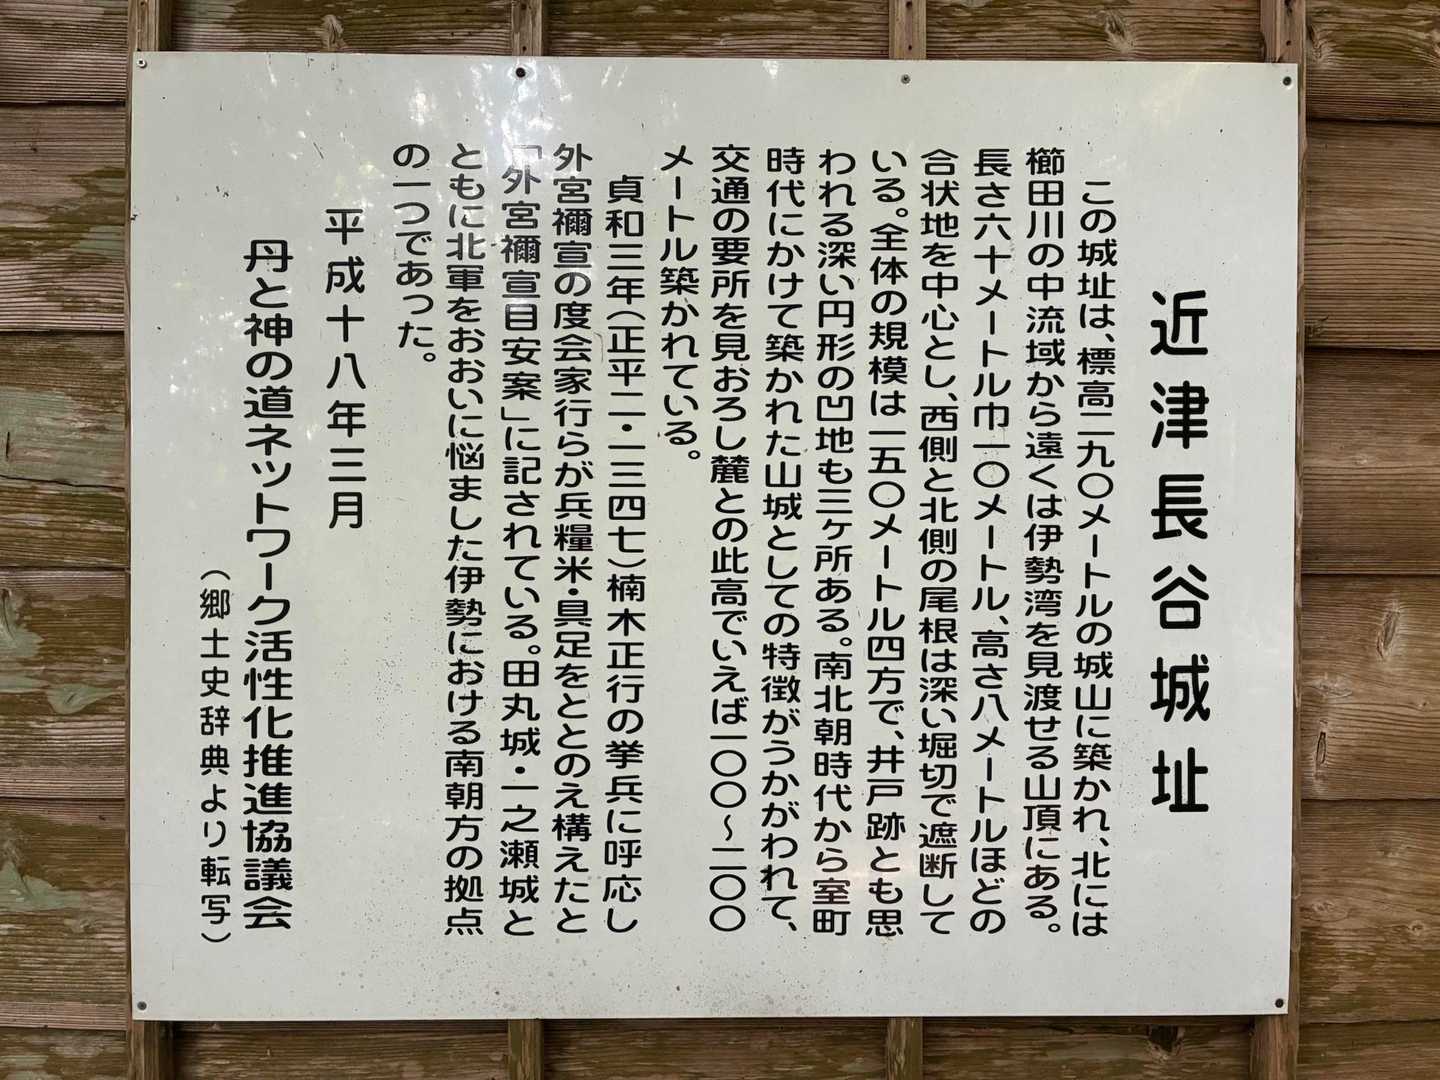 近津長谷城址
この城址は、標高二九〇メートルの城山に築かれ、北には
櫛田川の中流域から遠くは伊勢湾を見渡せる山頂にある。
長さ六十メートル巾一〇メートル、高さ八メートルほどの
合状地を中心とし、西側と北側の尾根は深い堀切で遮断して
いる。全体の規模は一五〇メートル四方で、井戸跡とも思
われる深い円形の凹地も三ヶ所ある。南北朝時代から室町
時代にかけて築かれた山城としての特徴がうかがわれて、
交通の要所を見おろし麓との此高でいえば一〇〇～二〇〇
メートル築かれている。
貞和三年(正平二・一三四七)楠木正行の挙兵に呼応し
外宮禰宣の度会家行らが兵糧米・具足をととのえ構えたと
「外宮禰宣目安案」に記されている。田丸城・一之瀬城と
ともに北軍をおおいに悩ました伊勢における南朝方の拠点
の一つであった。
平成十八年三月
丹と神の道ネットワーク活性化推進協議会
(郷土史辞典より転写)